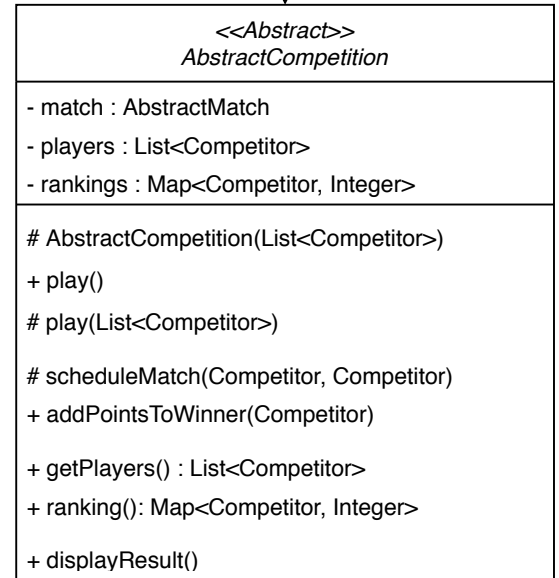 <<Abstract>>
AbstractCompetition
- match : AbstractMatch
- players : List<Competitor>
- rankings : Map<Competitor, Integer>
# AbstractCompetition(List<Competitor>)
+ play()
# play(List<Competitor>)
# scheduleMatch(Competitor, Competitor)
+ addPointsToWinner(Competitor)
+ getPlayers() : List<Competitor>
+ ranking(): Map<Competitor, Integer>
+ displayResult()